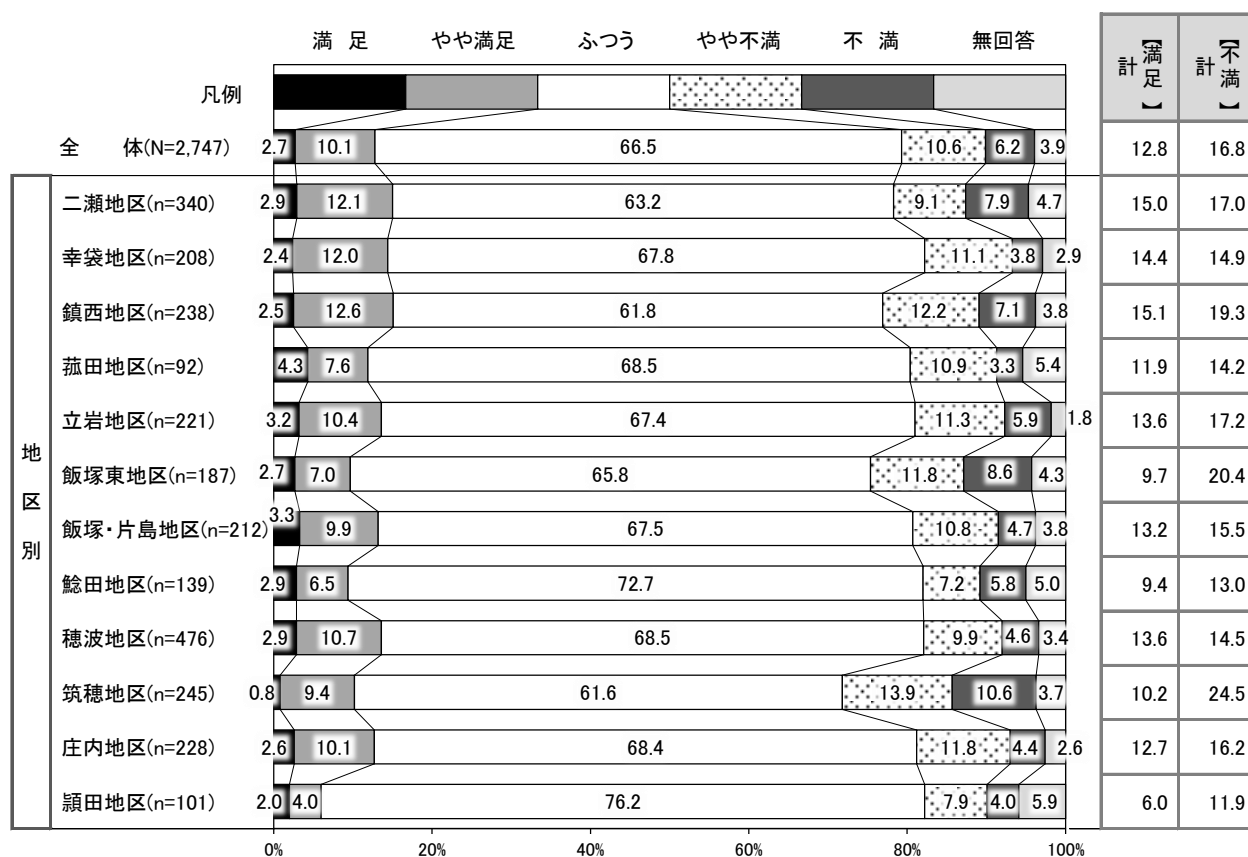 満 足 やや満足 ふつう やや不満 不 満 無回答 【満足】計 【不満】計
凡例
全 体(N=2,747) 2.7 10.1 66.5 10.6 6.2 3.9 12.8 16.8
地区別
二瀬地区(n=340) 2.9 12.1 63.2 9.1 7.9 4.7 15.0 17.0
幸袋地区(n=208) 2.4 12.0 67.8 11.1 3.8 2.9 14.4 14.9
鎮西地区(n=238) 2.5 12.6 61.8 12.2 7.1 3.8 15.1 19.3
菰田地区(n=92) 4.3 7.6 68.5 10.9 3.3 5.4 11.9 14.2
立岩地区(n=221) 3.2 10.4 67.4 11.3 5.9 1.8 13.6 17.2
飯塚東地区(n=187) 2.7 7.0 65.8 11.8 8.6 4.3 9.7 20.4
飯塚・片島地区(n=212) 3.3 9.9 67.5 10.8 4.7 3.8 13.2 15.5
鯰田地区(n=139) 2.9 6.5 72.7 7.2 5.8 5.0 9.4 13.0
穂波地区(n=476) 2.9 10.7 68.5 9.9 4.6 3.4 13.6 14.5
筑穂地区(n=245) 0.8 9.4 61.6 13.9 10.6 3.7 10.2 24.5
庄内地区(n=228) 2.6 10.1 68.4 11.8 4.4 2.6 12.7 16.2
頴田地区(n=101) 2.0 4.0 76.2 7.9 4.0 5.9 6.0 11.9
0% 20% 40% 60% 80% 100%